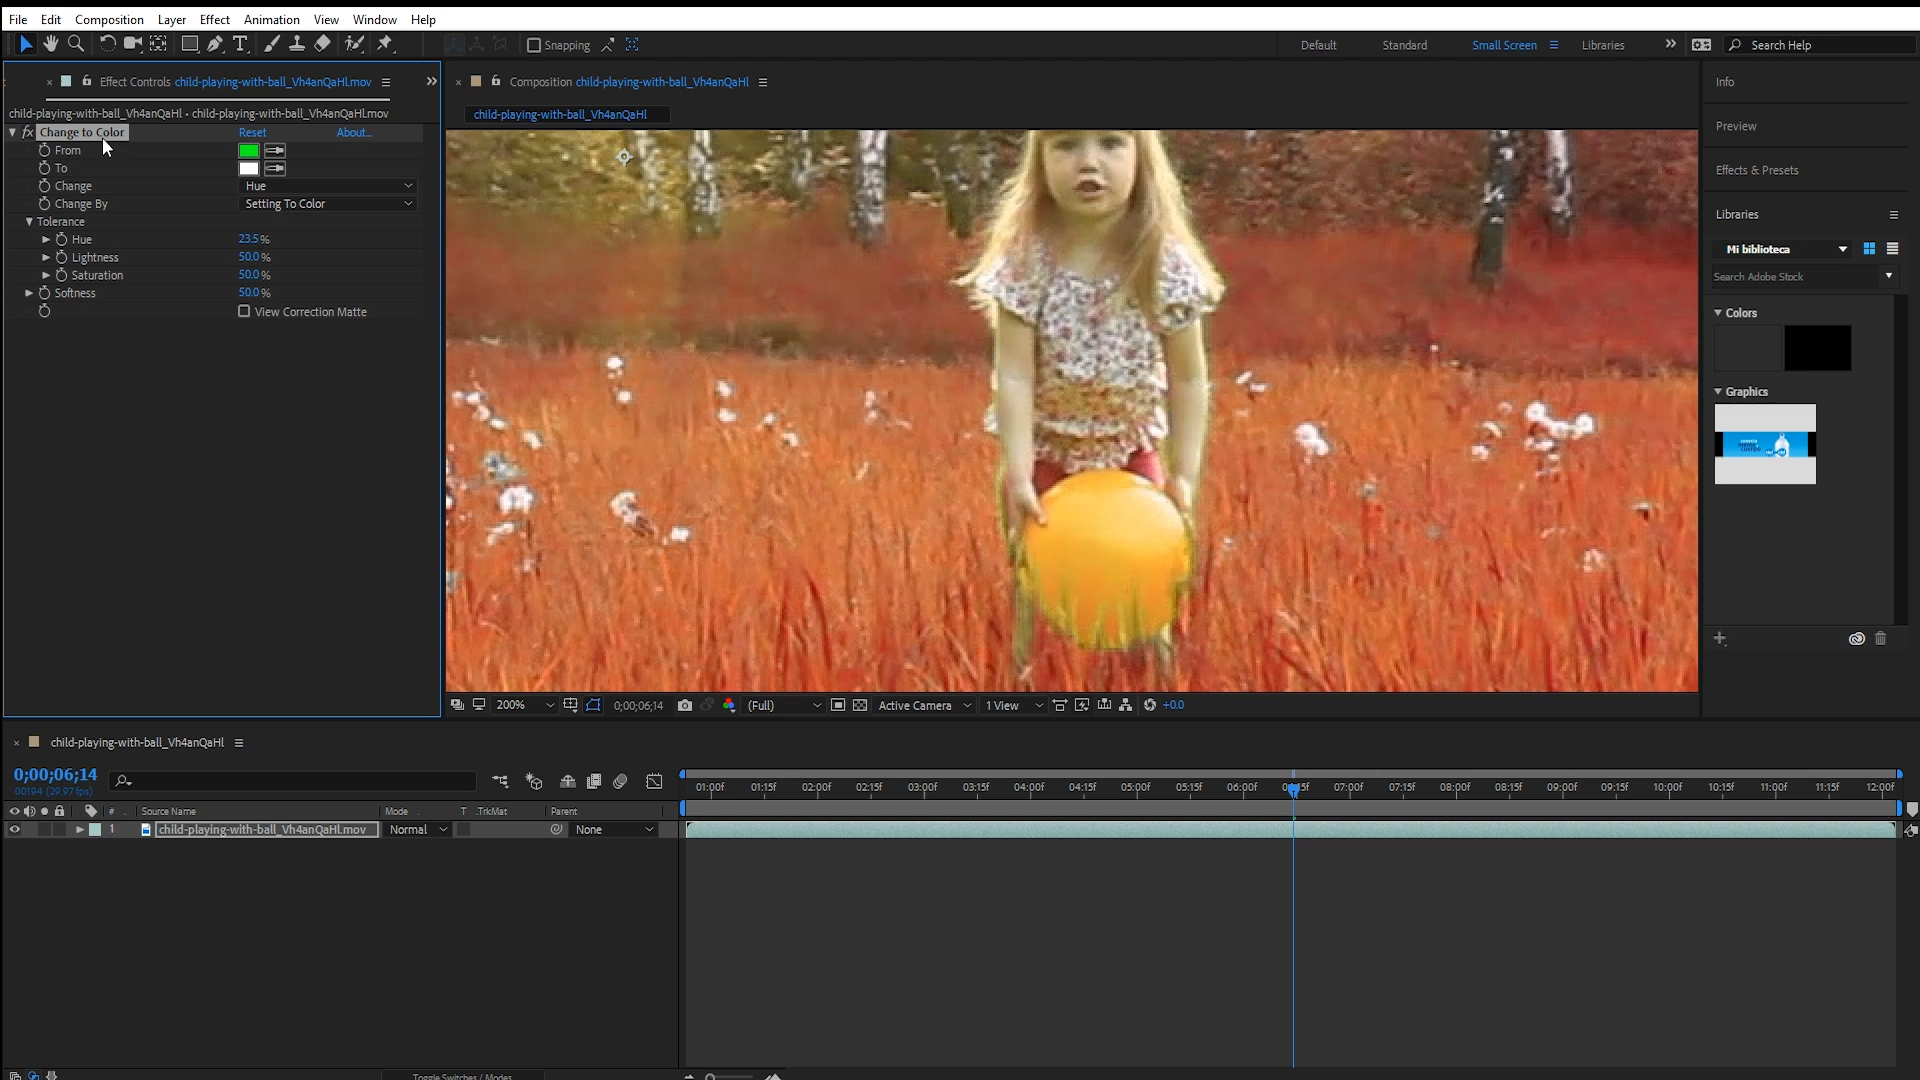 File Edit Composition Layer Effect Animation View Window Help
Snapping Default Standard Small Screen Libraries Search Help
Effect Controls child-playing-with-ball_Vh4anQaHl.mov
Composition child-playing-with-ball_Vh4anQaHl
Info
child-playing-with-ball_Vh4anQaHl • child-playing-with-ball_Vh4anQaHl.mov
child-playing-with-ball_Vh4anQaHl
fx Change to Color Reset About...
From
To
Change Hue
Change By Setting To Color
Tolerance
Hue 23.5%
Lightness 50.0%
Saturation 50.0%
Softness 50.0%
View Correction Matte
Preview
Effects & Presets
Libraries
Mi biblioteca
Search Adobe Stock
Colors
Graphics
200% 0;00;06;14 (Full) Active Camera 1 View +0.0
child-playing-with-ball_Vh4anQaHl
0;00;06;14
00194 (29.97 fps)
01:00f 01:15f 02:00f 02:15f 03:00f 03:15f 04:00f 04:15f 05:00f 05:15f 06:00f 07:00f 07:15f 08:00f 08:15f 09:00f 09:15f 10:00f 10:15f 11:00f 11:15f 12:00f
# Source Name Mode T .TrkMat Parent
1 child-playing-with-ball_Vh4anQaHl.mov Normal None
Toggle Switches / Modes